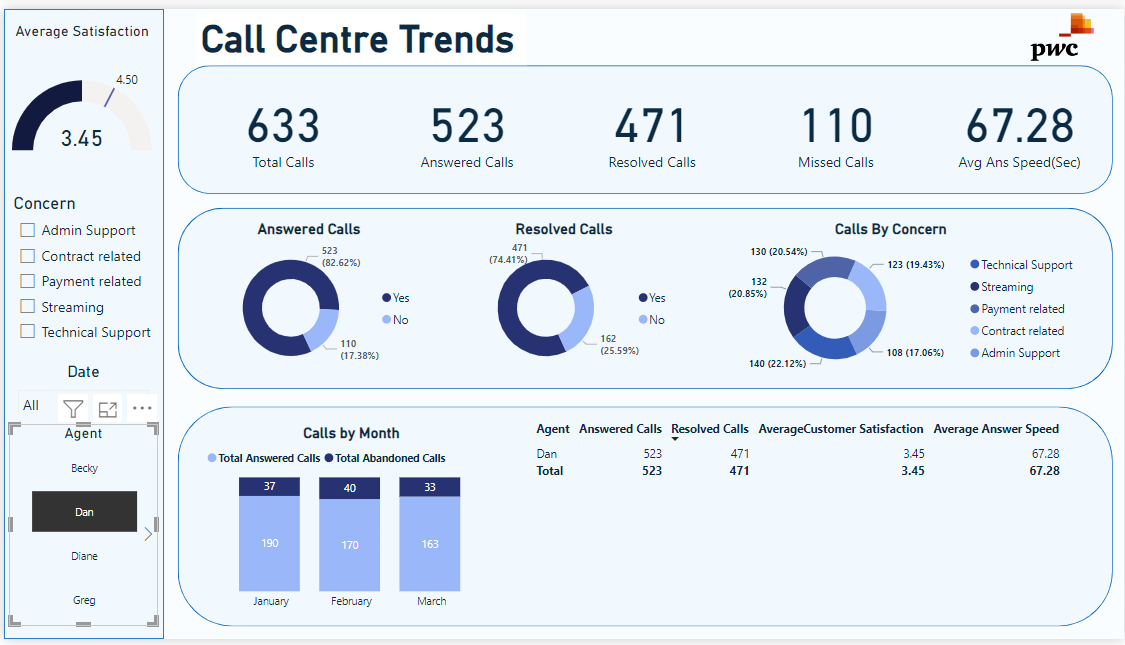 Average Satisfaction
4.50
3.45
Concern
Admin Support
Contract related
Payment related
Streaming
Technical Support
Date
All
Agent
Becky
Dan
Diane
Greg
Call Centre Trends
pwc
633
Total Calls
523
Answered Calls
471
Resolved Calls
110
Missed Calls
67.28
Avg Ans Speed(Sec)
Answered Calls
523
(82.62%)
110
(17.38%)
Yes
No
Resolved Calls
471
(74.41%)
162
(25.59%)
Yes
No
Calls By Concern
130 (20.54%)
123 (19.43%)
132
(20.85%)
108 (17.06%)
140 (22.12%)
Technical Support
Streaming
Payment related
Contract related
Admin Support
Calls by Month
Total Answered Calls Total Abandoned Calls
37 40 33
190 170 163
January February March
Agent Answered Calls Resolved Calls AverageCustomer Satisfaction Average Answer Speed
Dan 523 471 3.45 67.28
Total 523 471 3.45 67.28